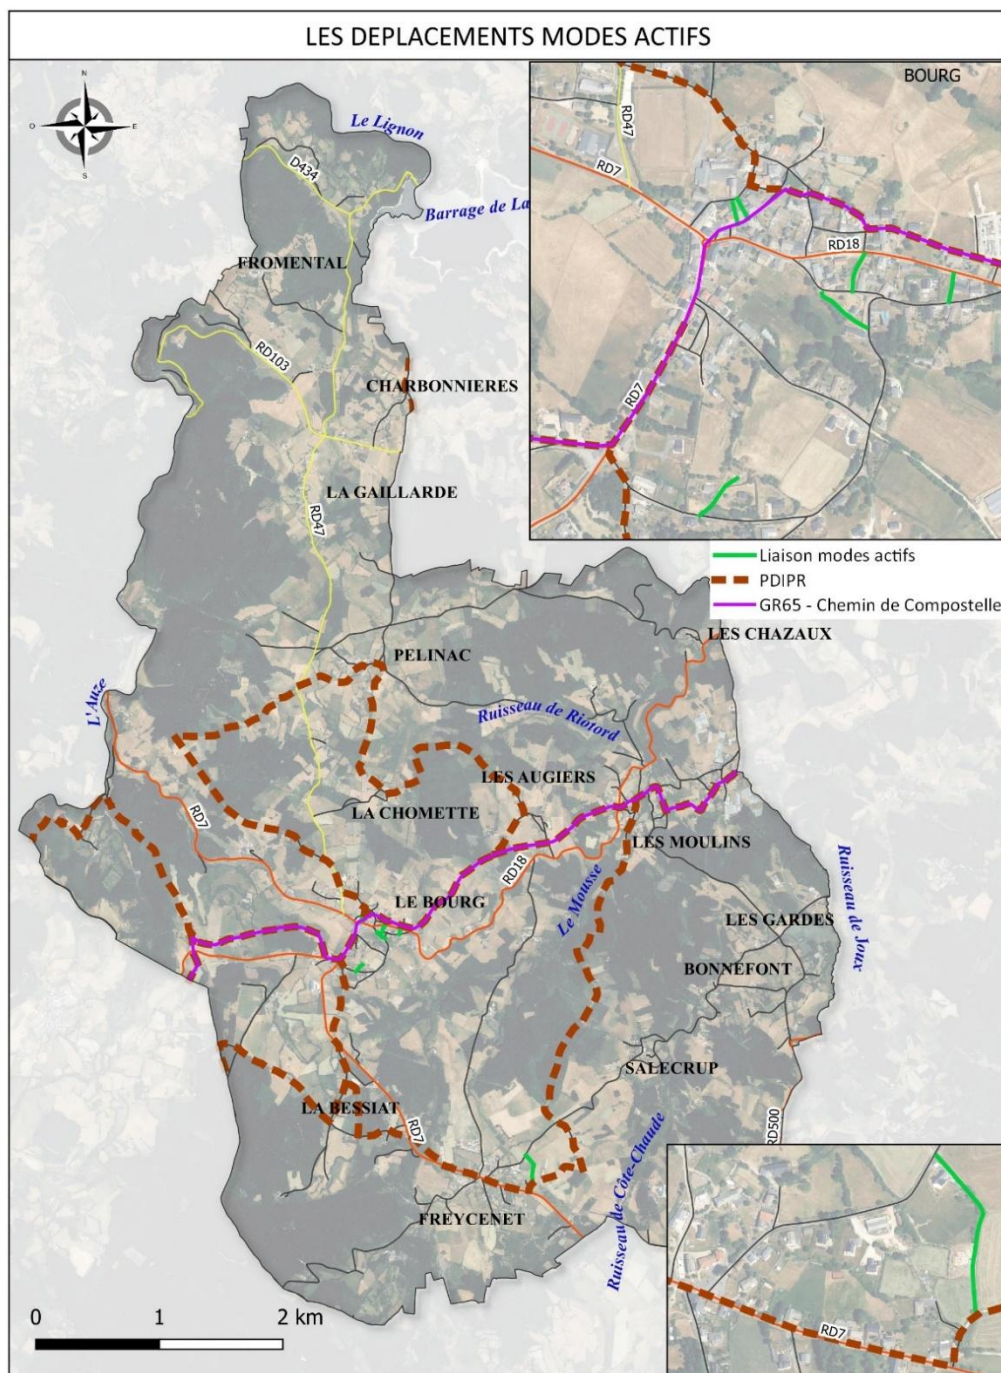 LES DEPLACEMENTS MODES ACTIFS
N
O
E
S
Le Lignon
D434
Barrage de La
FROMENTAL
RD103
CHARBONNIERES
LA GAILLARDE
RD47
BOURG
RD47
RD7
RD18
RD7
Liaison modes actifs
PDIPR
GR65 - Chemin de Compostelle
LES CHAZAUX
PELINAC
L'Auze
Ruisseau de Riotord
LES AUGIERS
LA CHOMETTE
RD7
LES MOULINS
RD18
Le Mousse
LE BOURG
LES GARDES
Ruisseau de Joux
BONNEFONT
SALECRUP
LA BESSIAT
RD7
RD500
Ruisseau de Côte-Chaude
FREYCENET
RD7
0 1 2 km